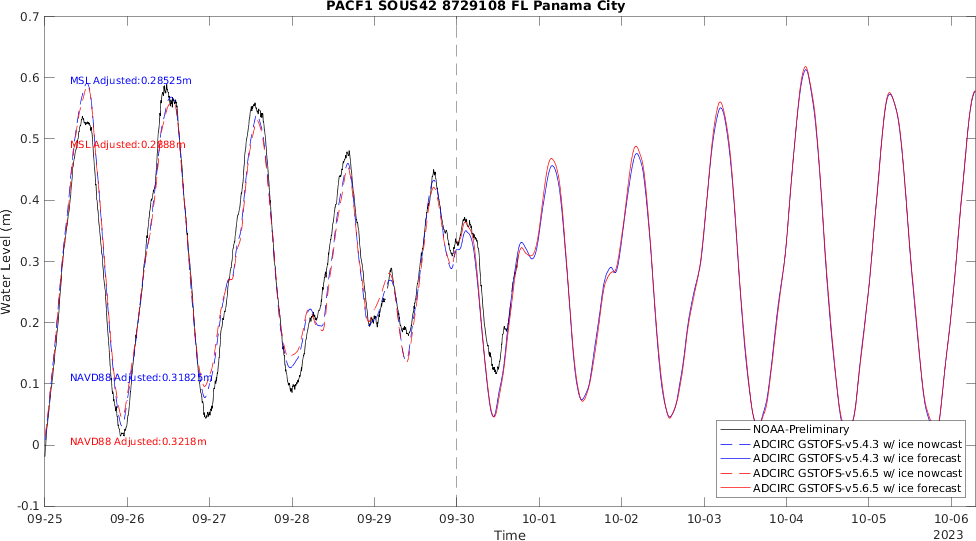 PACF1 SOUS42 8729108 FL Panama City
0.7
0.6
0.5
0.4
0.3
0.2
0.1
0
-0.1
Water Level (m)
MSL Adjusted:0.28525m
MSL Adjusted:0.2888m
NAVD88 Adjusted:0.31825m
NAVD88 Adjusted:0.3218m
NOAA-Preliminary
ADCIRC GSTOFS-v5.4.3 w/ ice nowcast
ADCIRC GSTOFS-v5.4.3 w/ ice forecast
ADCIRC GSTOFS-v5.6.5 w/ ice nowcast
ADCIRC GSTOFS-v5.6.5 w/ ice forecast
09-25 09-26 09-27 09-28 09-29 09-30 10-01 10-02 10-03 10-04 10-05 10-06
2023
Time